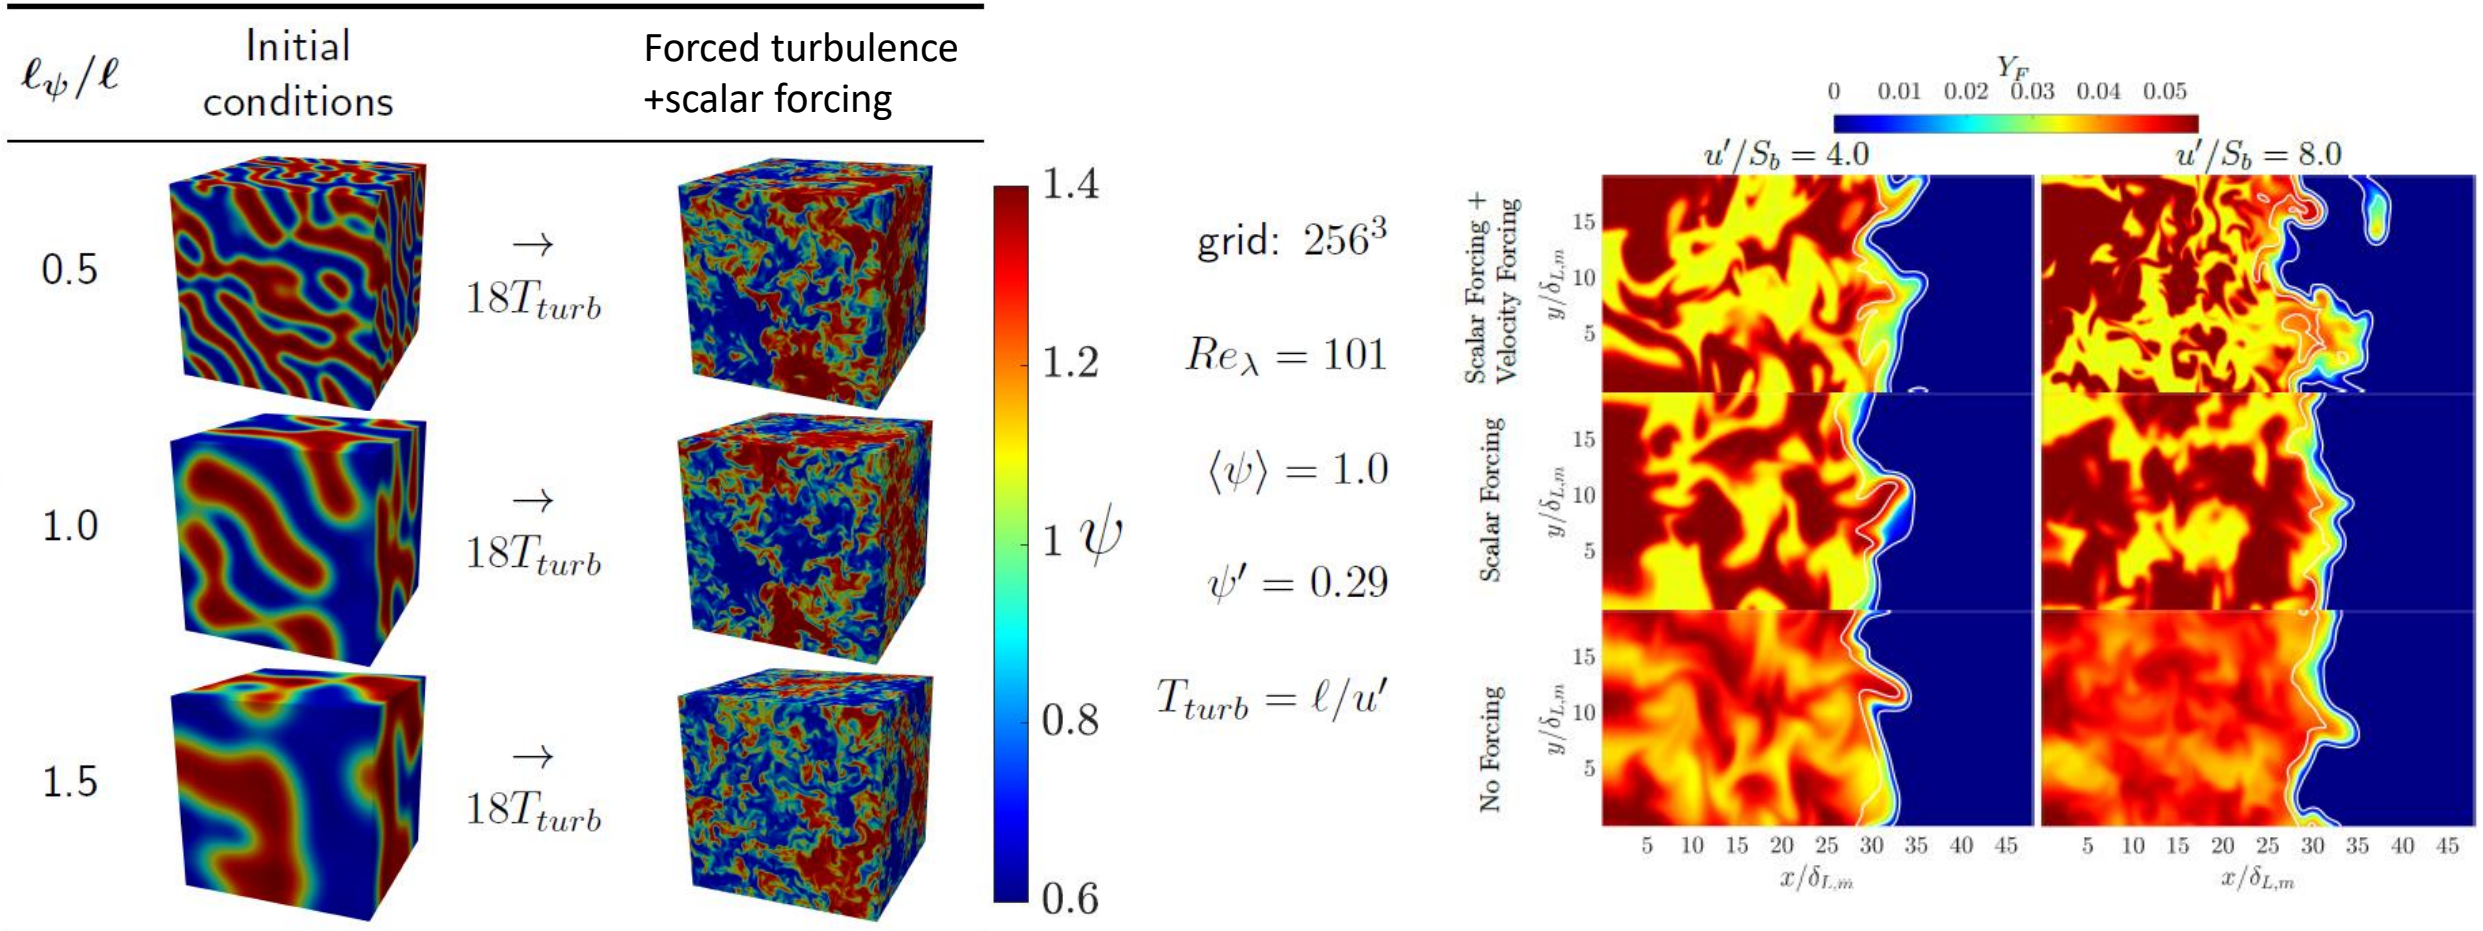 ℓ_ψ/ℓ
Initial
conditions
Forced turbulence
+scalar forcing
0.5
→
18T_turb
1.0
→
18T_turb
1.5
→
18T_turb
1.4
1.2
1
0.8
0.6
ψ
grid: 256³
Re_λ = 101
⟨ψ⟩ = 1.0
ψ′ = 0.29
T_turb = ℓ/u′
Y_F
0 0.01 0.02 0.03 0.04 0.05
u′/S_b = 4.0
u′/S_b = 8.0
Scalar Forcing +
Velocity Forcing
y/δ_L,m
15
10
5
Scalar Forcing
y/δ_L,m
15
10
5
No Forcing
y/δ_L,m
15
10
5
5 10 15 20 25 30 35 40 45
x/δ_L,m
5 10 15 20 25 30 35 40 45
x/δ_L,m